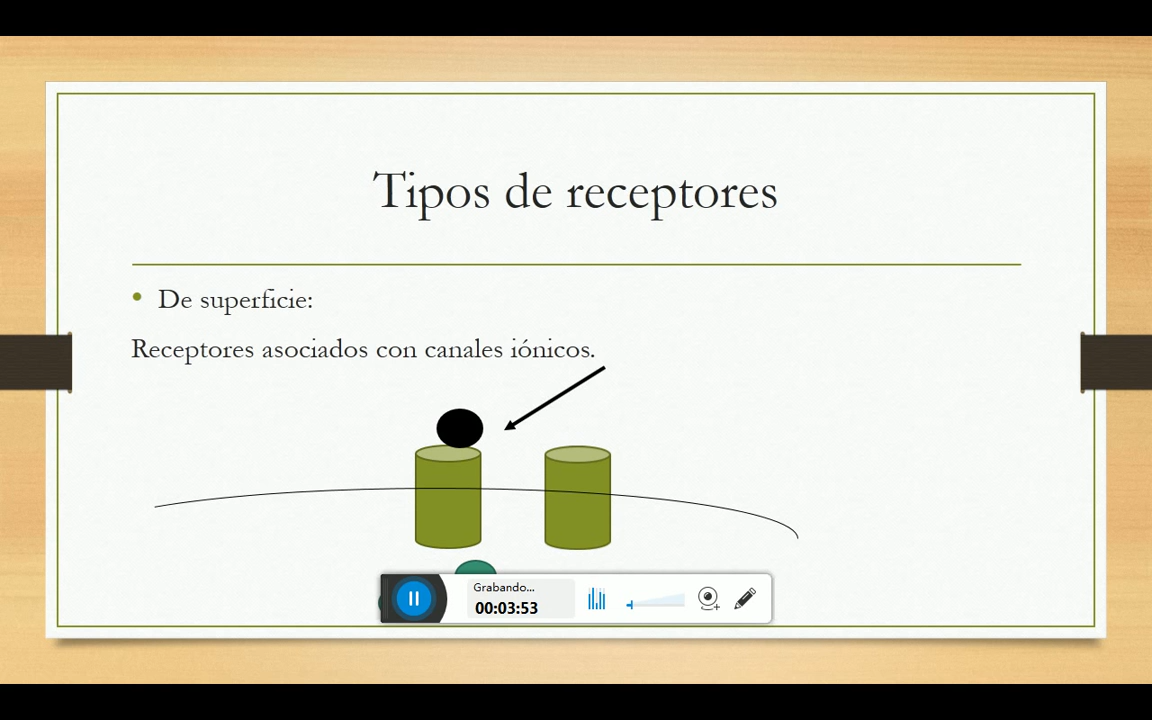 Tipos de receptores
• De superficie:
Receptores asociados con canales iónicos.
Grabando...
00:03:53